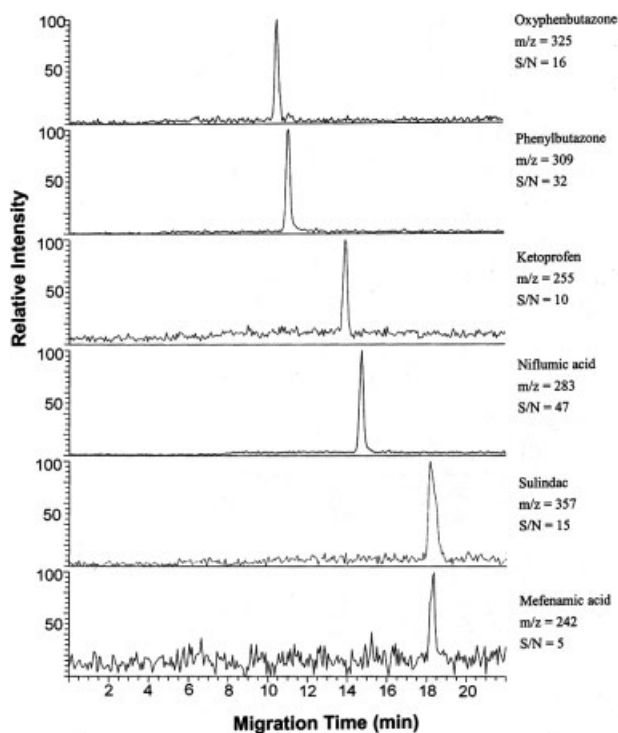 100
50
Oxyphenbutazone
m/z = 325
S/N = 16
100
50
Phenylbutazone
m/z = 309
S/N = 32
100
50
Ketoprofen
m/z = 255
S/N = 10
100
50
Niflumic acid
m/z = 283
S/N = 47
100
50
Sulindac
m/z = 357
S/N = 15
100
50
Mefenamic acid
m/z = 242
S/N = 5
Relative Intensity
2 4 6 8 10 12 14 16 18 20
Migration Time (min)